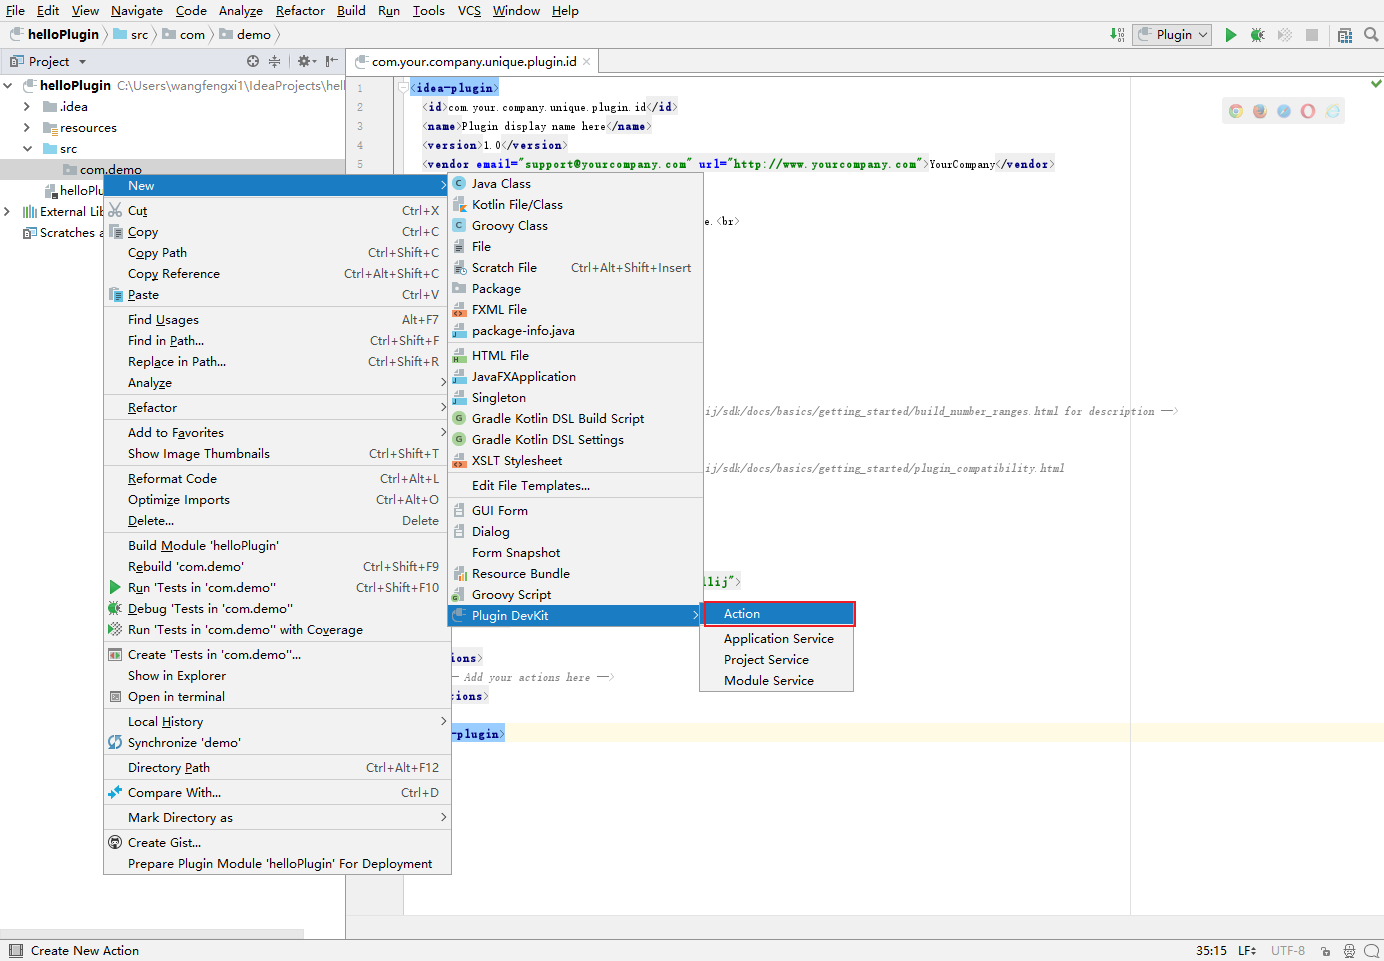 File Edit View Navigate Code Analyze Refactor Build Run Tools VCS Window Help
helloPlugin src com demo
Plugin
Project
com.your.company.unique.plugin.id
helloPlugin C:\Users\wangfengxi1\IdeaProjects\hell
.idea
resources
src
com.demo
helloPlu
External Lib
Scratches a
1 <idea-plugin>
2 <id>com.your.company.unique.plugin.id</id>
3 <name>Plugin display name here</name>
4 <version>1.0</version>
5 <vendor email="support@yourcompany.com" url="http://www.yourcompany.com">YourCompany</vendor>
e.<br>
ij/sdk/docs/basics/getting_started/build_number_ranges.html for description -->
ij/sdk/docs/basics/getting_started/plugin_compatibility.html
llij">
ions>
- Add your actions here -->
tions>
-plugin>
New
Cut Ctrl+X
Copy Ctrl+C
Copy Path Ctrl+Shift+C
Copy Reference Ctrl+Alt+Shift+C
Paste Ctrl+V
Find Usages Alt+F7
Find in Path... Ctrl+Shift+F
Replace in Path... Ctrl+Shift+R
Analyze
Refactor
Add to Favorites
Show Image Thumbnails Ctrl+Shift+T
Reformat Code Ctrl+Alt+L
Optimize Imports Ctrl+Alt+O
Delete... Delete
Build Module 'helloPlugin'
Rebuild 'com.demo' Ctrl+Shift+F9
Run 'Tests in 'com.demo'' Ctrl+Shift+F10
Debug 'Tests in 'com.demo''
Run 'Tests in 'com.demo'' with Coverage
Create 'Tests in 'com.demo''...
Show in Explorer
Open in terminal
Local History
Synchronize 'demo'
Directory Path Ctrl+Alt+F12
Compare With... Ctrl+D
Mark Directory as
Create Gist...
Prepare Plugin Module 'helloPlugin' For Deployment
Java Class
Kotlin File/Class
Groovy Class
File
Scratch File Ctrl+Alt+Shift+Insert
Package
FXML File
package-info.java
HTML File
JavaFXApplication
Singleton
Gradle Kotlin DSL Build Script
Gradle Kotlin DSL Settings
XSLT Stylesheet
Edit File Templates...
GUI Form
Dialog
Form Snapshot
Resource Bundle
Groovy Script
Plugin DevKit
Action
Application Service
Project Service
Module Service
Create New Action 35:15 LF UTF-8